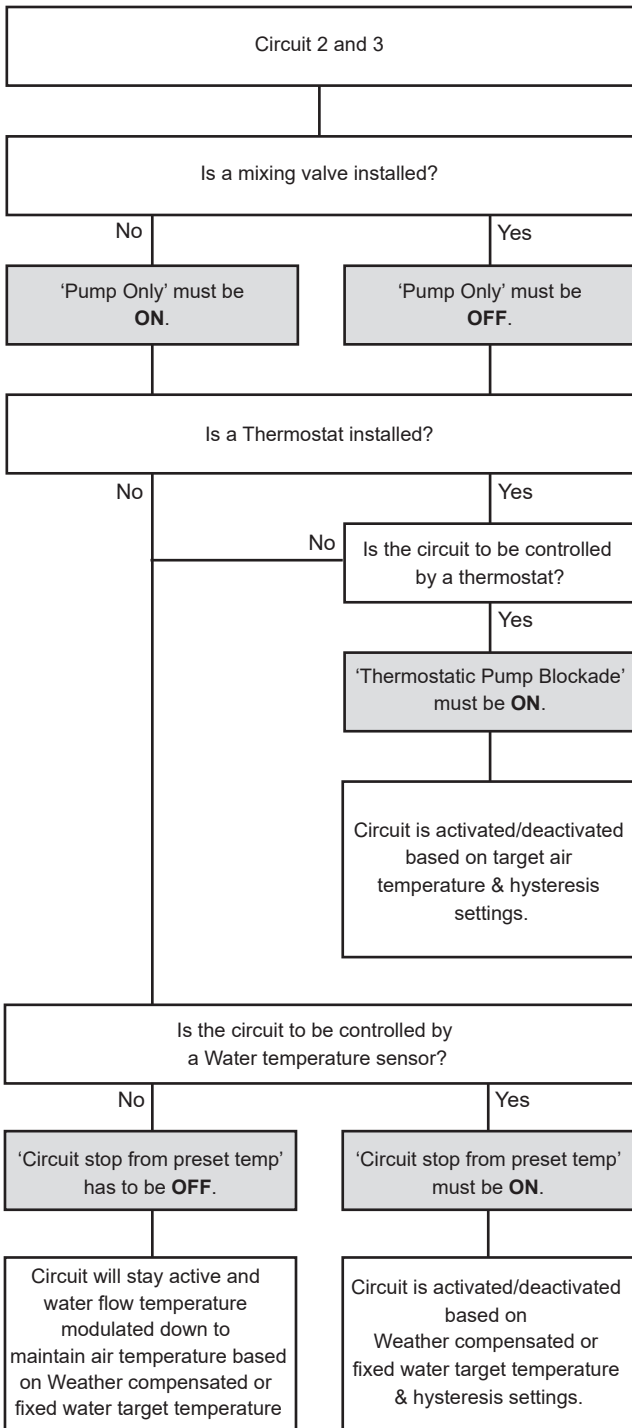 Circuit 2 and 3
Is a mixing valve installed?
No
Yes
‘Pump Only’ must be
ON.
‘Pump Only’ must be
OFF.
Is a Thermostat installed?
No
Yes
No
Is the circuit to be controlled
by a thermostat?
Yes
‘Thermostatic Pump Blockade’
must be ON.
Circuit is activated/deactivated
based on target air
temperature & hysteresis
settings.
Is the circuit to be controlled by
a Water temperature sensor?
No
Yes
‘Circuit stop from preset temp’
has to be OFF.
‘Circuit stop from preset temp’
must be ON.
Circuit will stay active and
water flow temperature
modulated down to
maintain air temperature based
on Weather compensated or
fixed water target temperature
Circuit is activated/deactivated
based on
Weather compensated or
fixed water target temperature
& hysteresis settings.